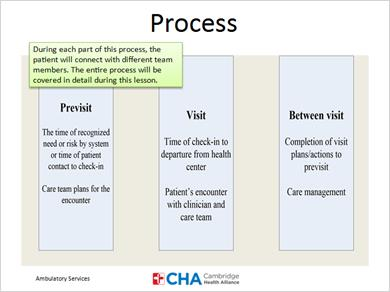 Process
During each part of this process, the
patient will connect with different team
members. The entire process will be
covered in detail during this lesson.
Previsit
The time of recognized
need or risk by system
or time of patient
contact to check-in
Care team plans for the
encounter
Visit
Time of check-in to
departure from health
center
Patient's encounter
with clinician and
care team
Between visit
Completion of visit
plans/actions to
previsit
Care management
Ambulatory Services
CHA Cambridge
Health Alliance